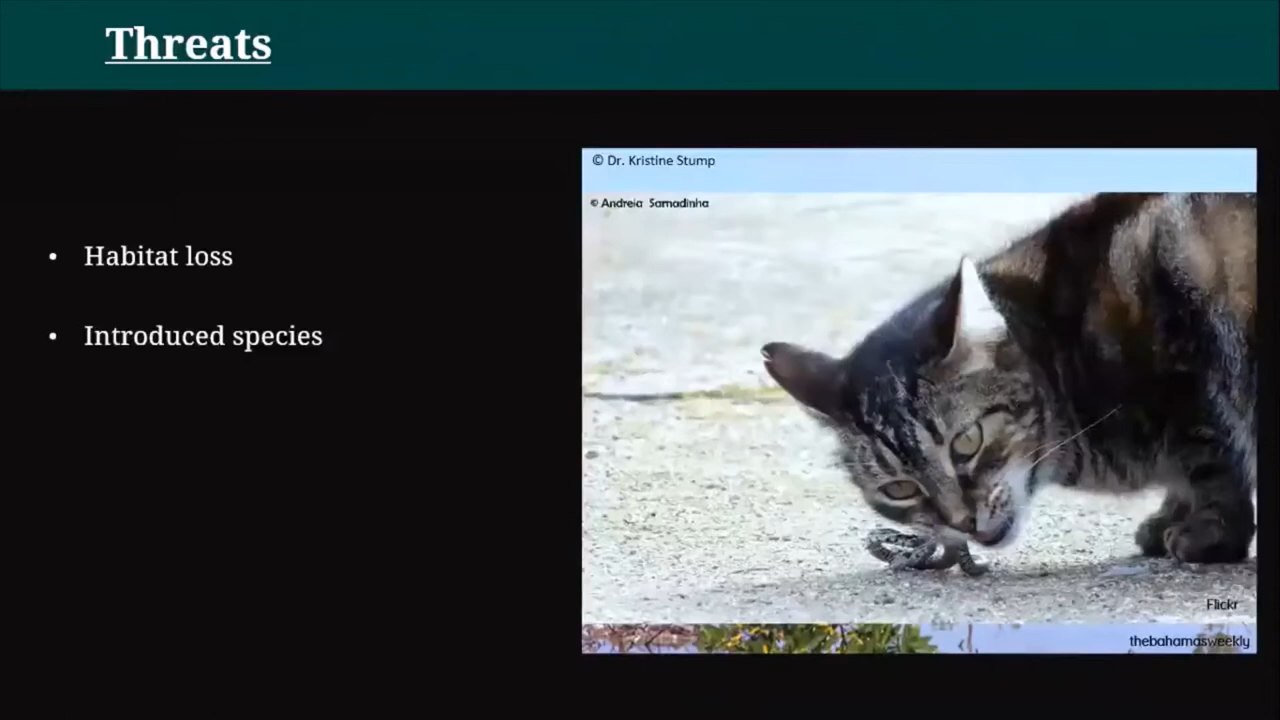 Threats
• Habitat loss
• Introduced species
© Dr. Kristine Stump
© Andreia Samadinha
Flickr
thebahamasweekly